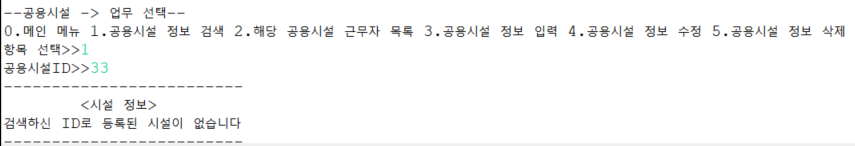 --공용시설 -> 업무 선택--
0.메인 메뉴 1.공용시설 정보 검색 2.해당 공용시설 근무자 목록 3.공용시설 정보 입력 4.공용시설 정보 수정 5.공용시설 정보 삭제
항목 선택>>1
공용시설ID>>33
-------------------------
<시설 정보>
검색하신 ID로 등록된 시설이 없습니다
-------------------------